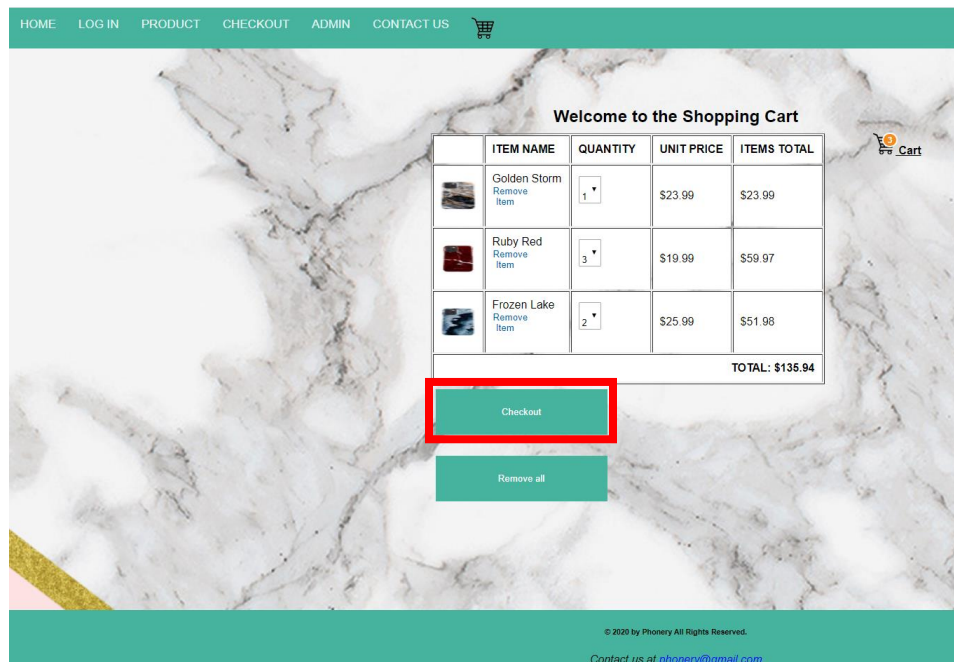 HOME LOG IN PRODUCT CHECKOUT ADMIN CONTACT US
Welcome to the Shopping Cart
3 Cart
ITEM NAME QUANTITY UNIT PRICE ITEMS TOTAL
Golden Storm
Remove
Item
1 $23.99 $23.99
Ruby Red
Remove
Item
3 $19.99 $59.97
Frozen Lake
Remove
Item
2 $25.99 $51.98
TOTAL: $135.94
Checkout
Remove all
© 2020 by Phonery All Rights Reserved.
Contact us at phonery@gmail.com